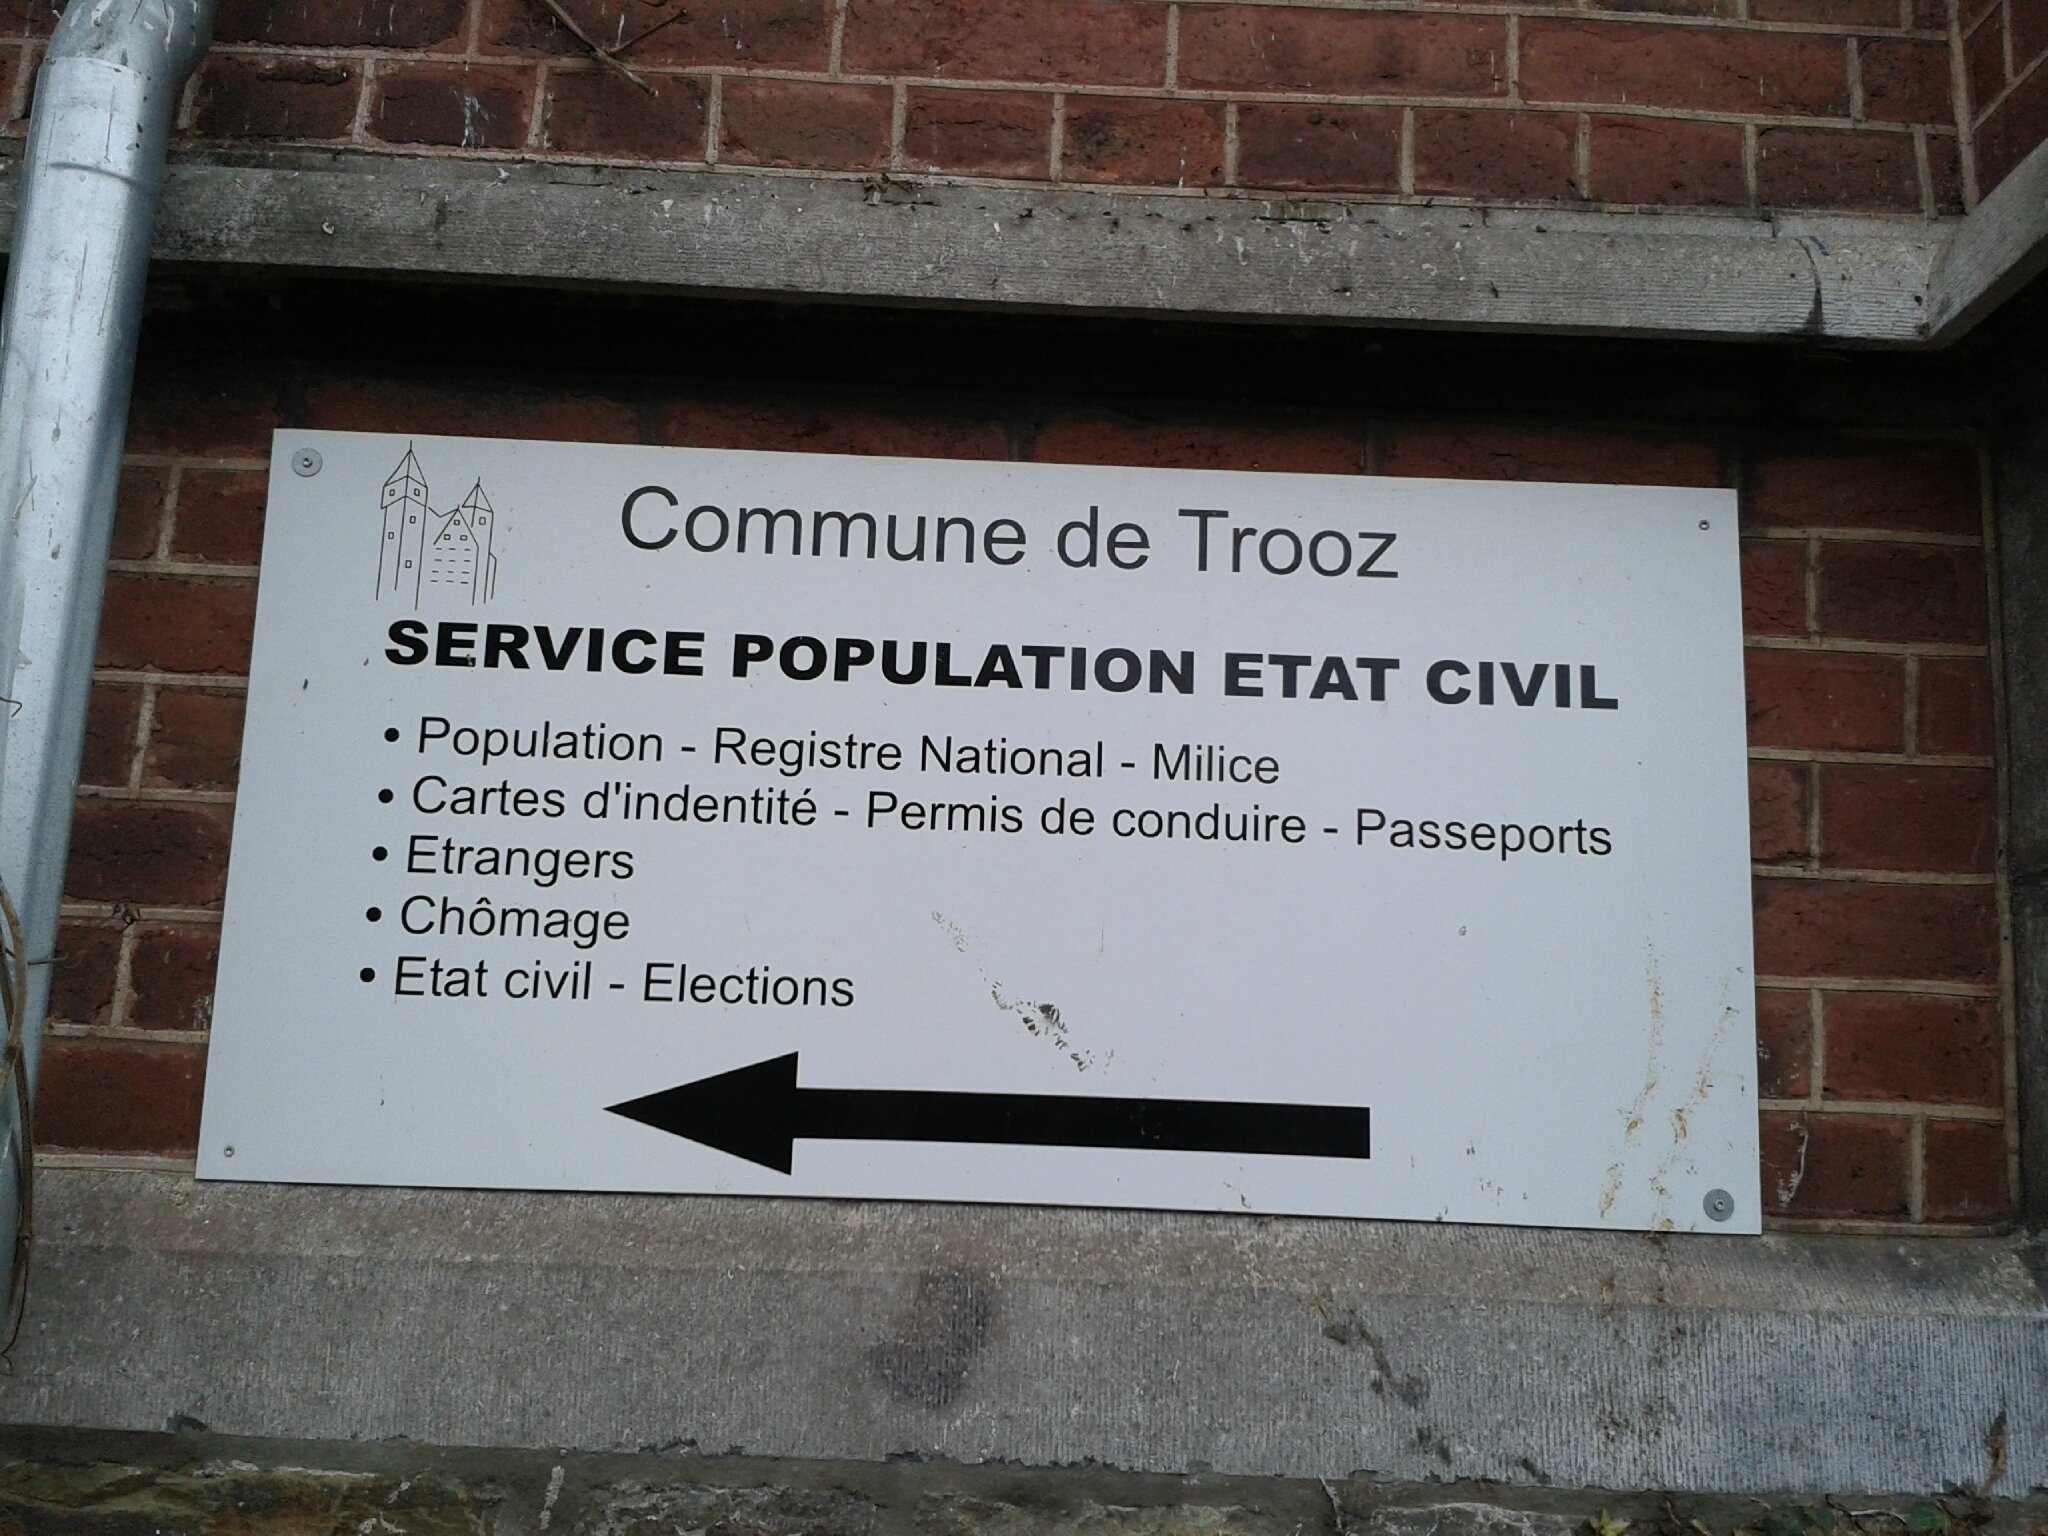 Commune de Trooz
SERVICE POPULATION ETAT CIVIL
• Population - Registre National - Milice
• Cartes d'indentité - Permis de conduire - Passeports
• Etrangers
• Chômage
• Etat civil - Elections